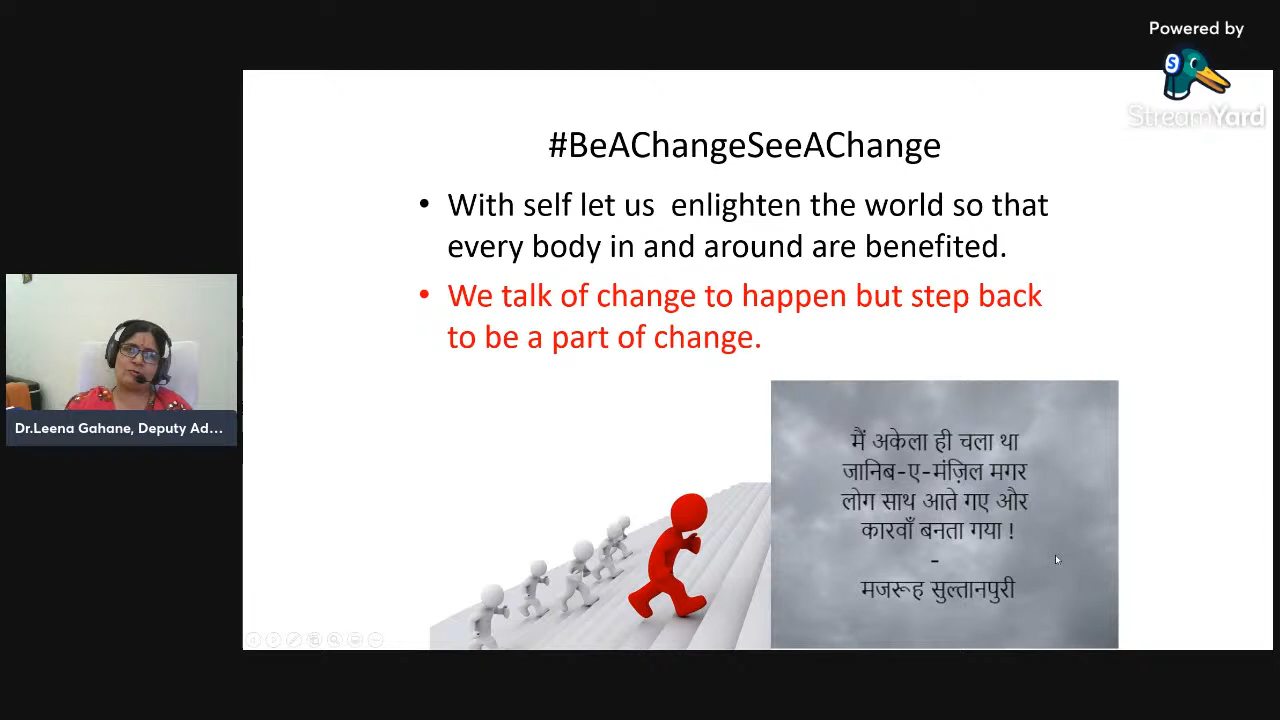 Powered by
StreamYard
#BeAChangeSeeAChange
• With self let us enlighten the world so that
every body in and around are benefited.
• We talk of change to happen but step back
to be a part of change.
Dr.Leena Gahane, Deputy Ad...
मैं अकेला ही चला था
जानिब-ए-मंज़िल मगर
लोग साथ आते गए और
कारवाँ बनता गया !
-
मजरूह सुल्तानपुरी